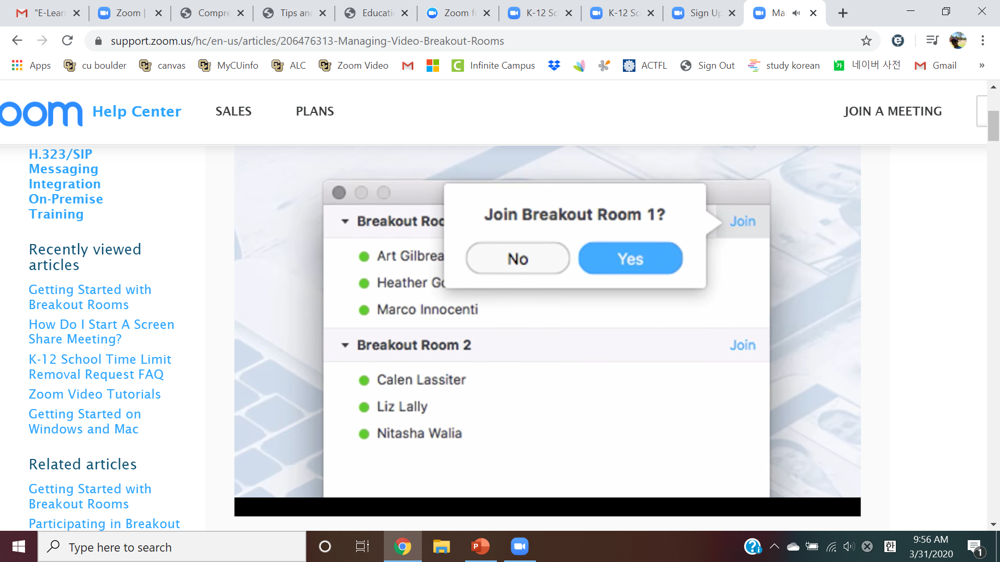 "E-Lear
Zoom |
Compre
Tips an
Educati
Zoom f
K-12 Sc
K-12 Sc
Sign Up
Ma
support.zoom.us/hc/en-us/articles/206476313-Managing-Video-Breakout-Rooms
Apps
cu boulder
canvas
MyCUinfo
ALC
Zoom Video
Infinite Campus
ACTFL
Sign Out
study korean
가
네이버 사전
Gmail
»
oom Help Center
SALES
PLANS
JOIN A MEETING
H.323/SIP
Messaging
Integration
On-Premise
Training
Recently viewed
articles
Getting Started with
Breakout Rooms
How Do I Start A Screen
Share Meeting?
K-12 School Time Limit
Removal Request FAQ
Zoom Video Tutorials
Getting Started on
Windows and Mac
Related articles
Getting Started with
Breakout Rooms
Participating in Breakout
Join Breakout Room 1?
No
Yes
Breakout Roo
Join
Art Gilbrea
Heather Go
Marco Innocenti
Breakout Room 2
Join
Calen Lassiter
Liz Lally
Nitasha Walia
Type here to search
한
9:56 AM
3/31/2020
1